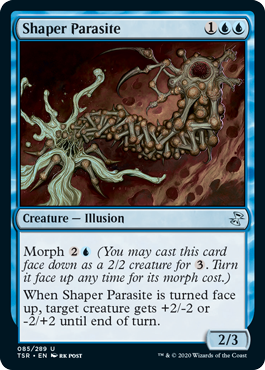 Shaper Parasite 1
Creature — Illusion
Morph 2 (You may cast this card
face down as a 2/2 creature for 3. Turn
it face up any time for its morph cost.)
When Shaper Parasite is turned face
up, target creature gets +2/-2 or
-2/+2 until end of turn.
2/3
085/289 U
TSR • EN RK POST
™ & © 2020 Wizards of the Coast